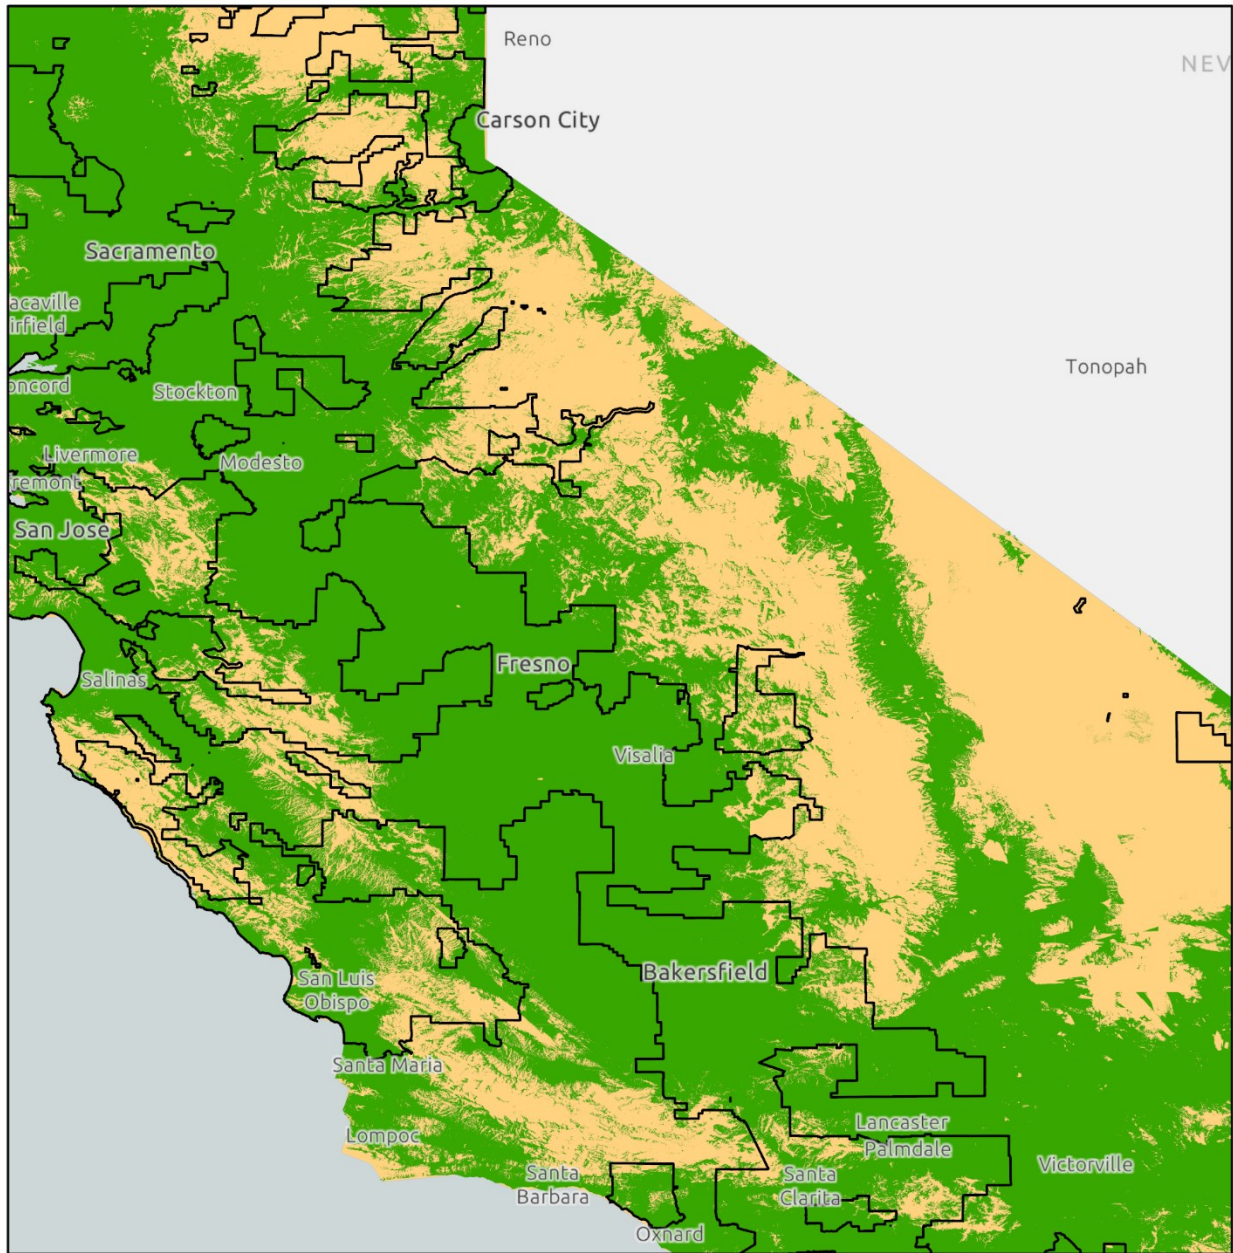 Reno
NEV
Carson City
Sacramento
acaville
irfield
Tonopah
oncord
Stockton
Livermore
Modesto
remont
San Jose
Fresno
Salinas
Visalia
Bakersfield
San Luis
Obispo
Santa Maria
Lancaster
Lompoc
Palmdale
Victorville
Santa
Barbara
Santa
Clarita
Oxnard